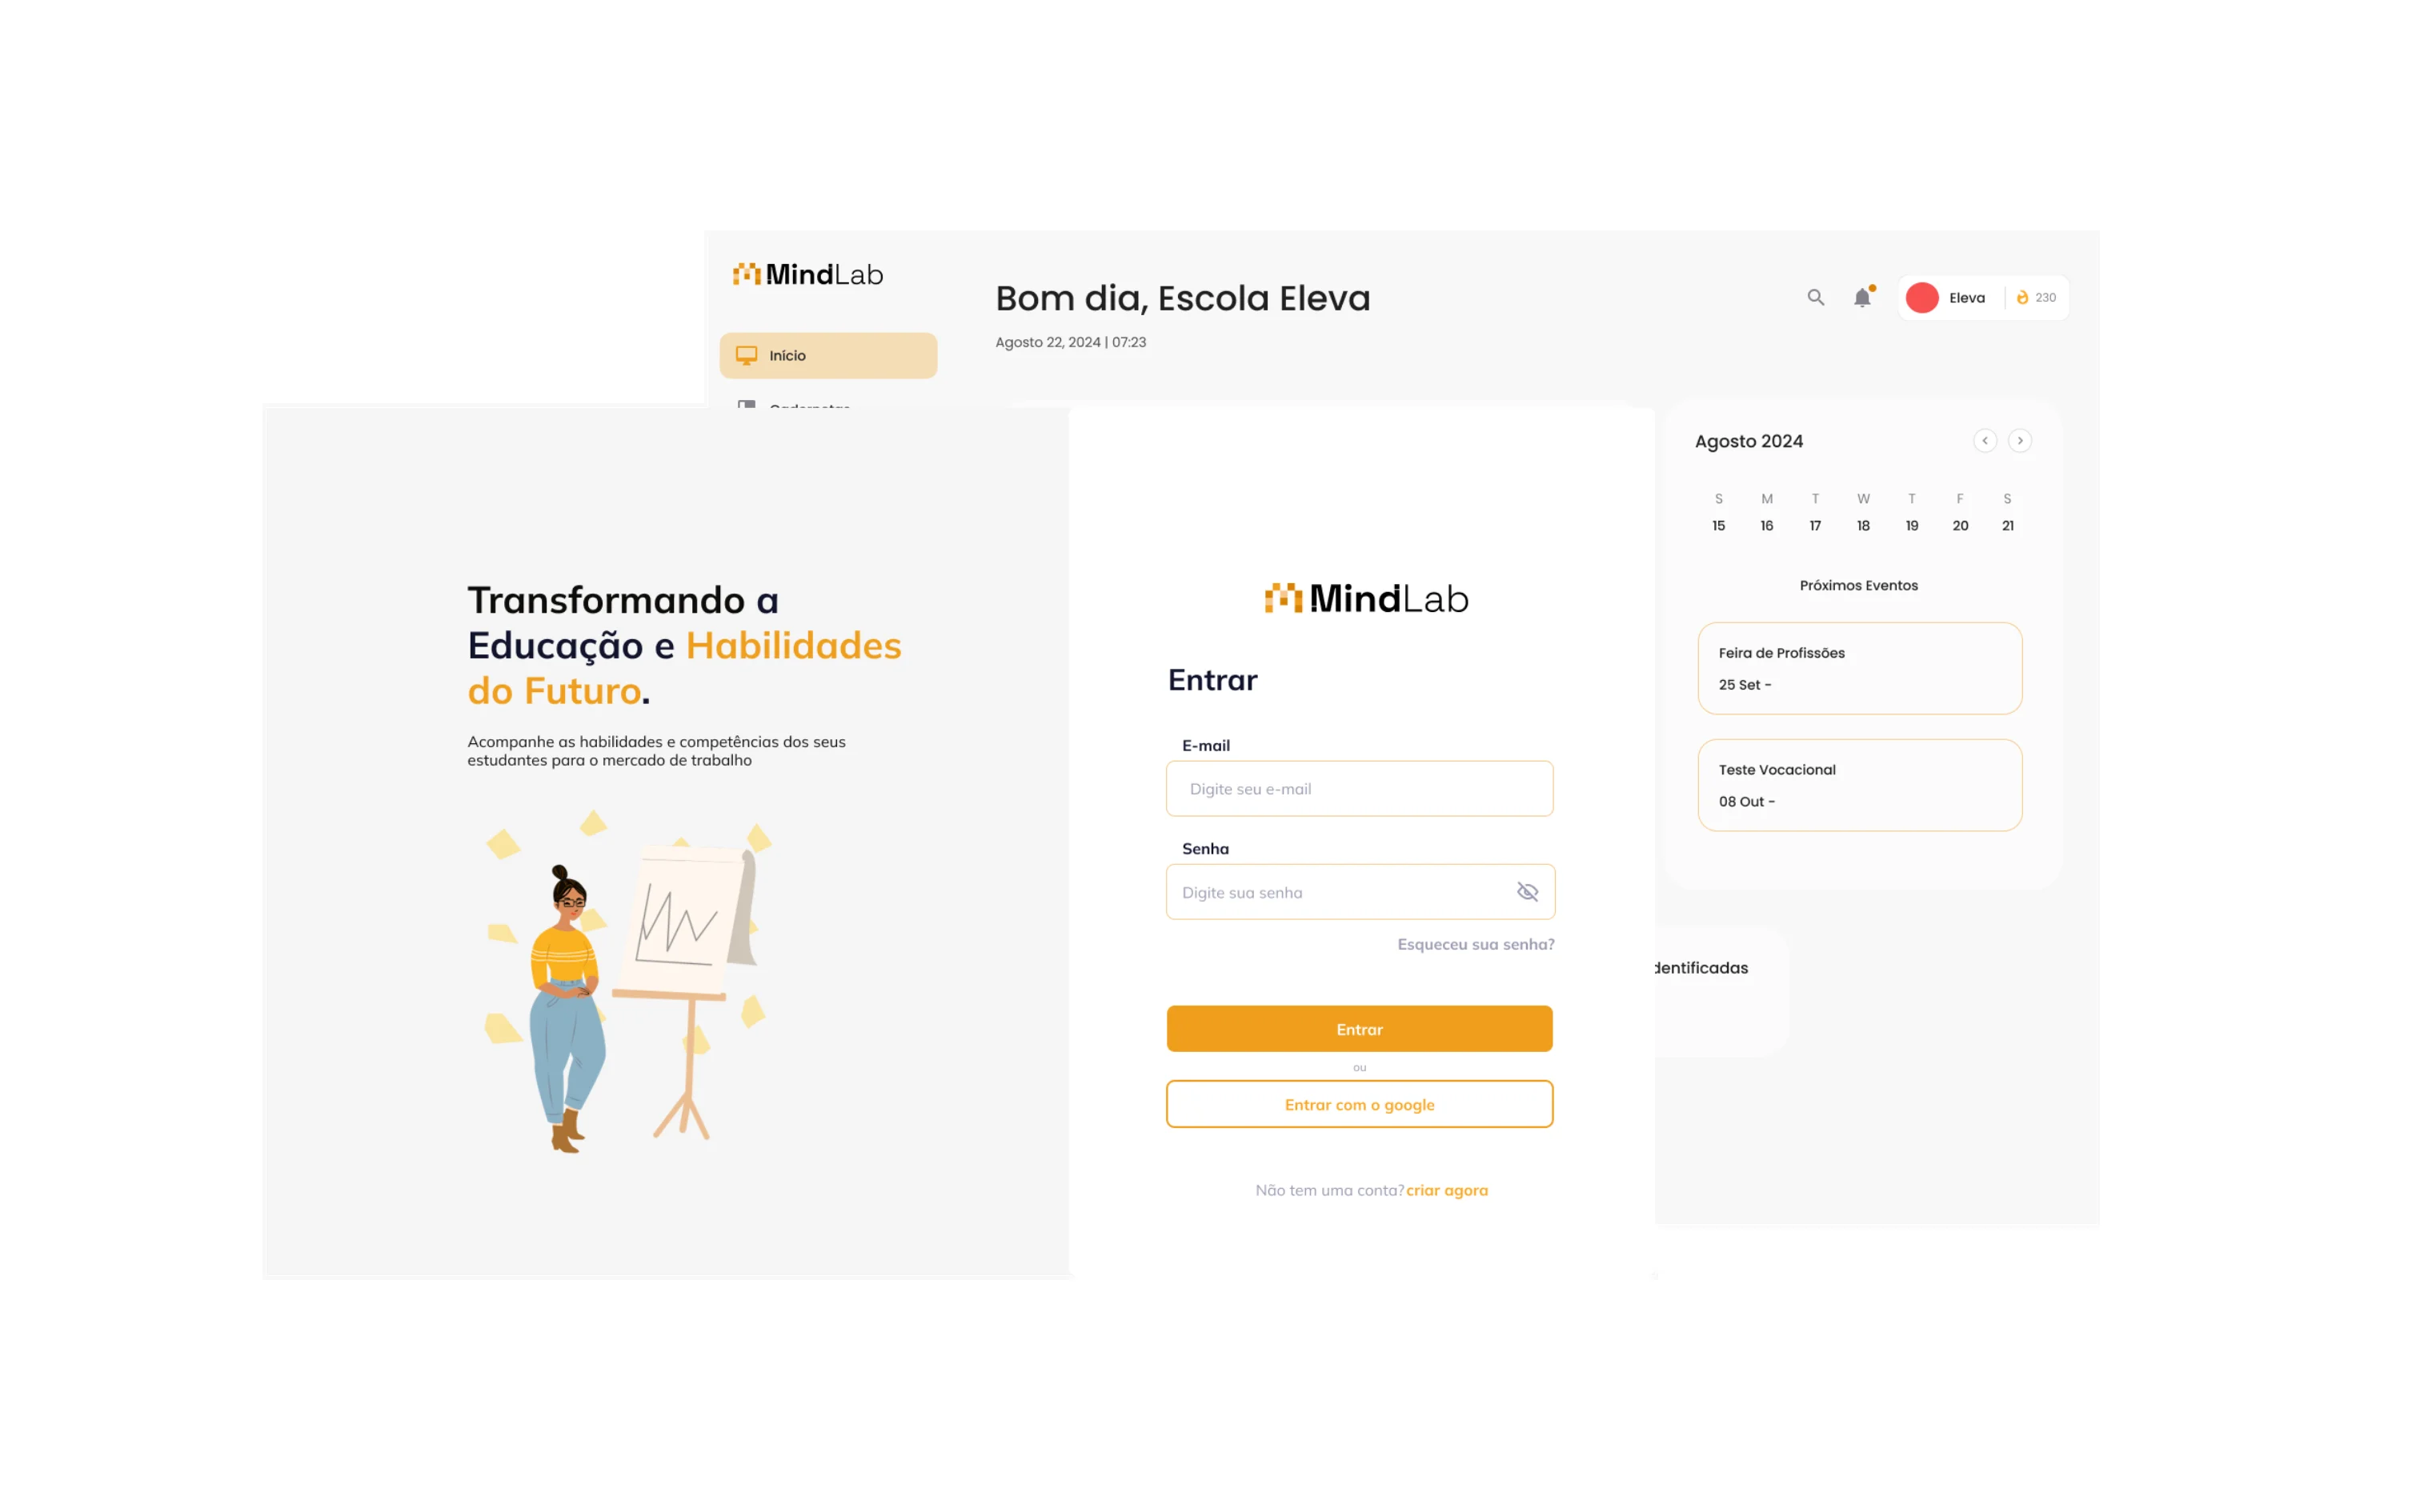 MindLab
Bom dia, Escola Eleva
Eleva
230
Agosto 22, 2024 | 07:23
Início
Agosto 2024
S M T W T F S
15 16 17 18 19 20 21
Próximos Eventos
Feira de Profissões
25 Set -
Teste Vocacional
08 Out -
dentificadas
Transformando a
Educação e Habilidades
do Futuro.
Acompanhe as habilidades e competências dos seus
estudantes para o mercado de trabalho
MindLab
Entrar
E-mail
Digite seu e-mail
Senha
Digite sua senha
Esqueceu sua senha?
Entrar
ou
Entrar com o google
Não tem uma conta? criar agora